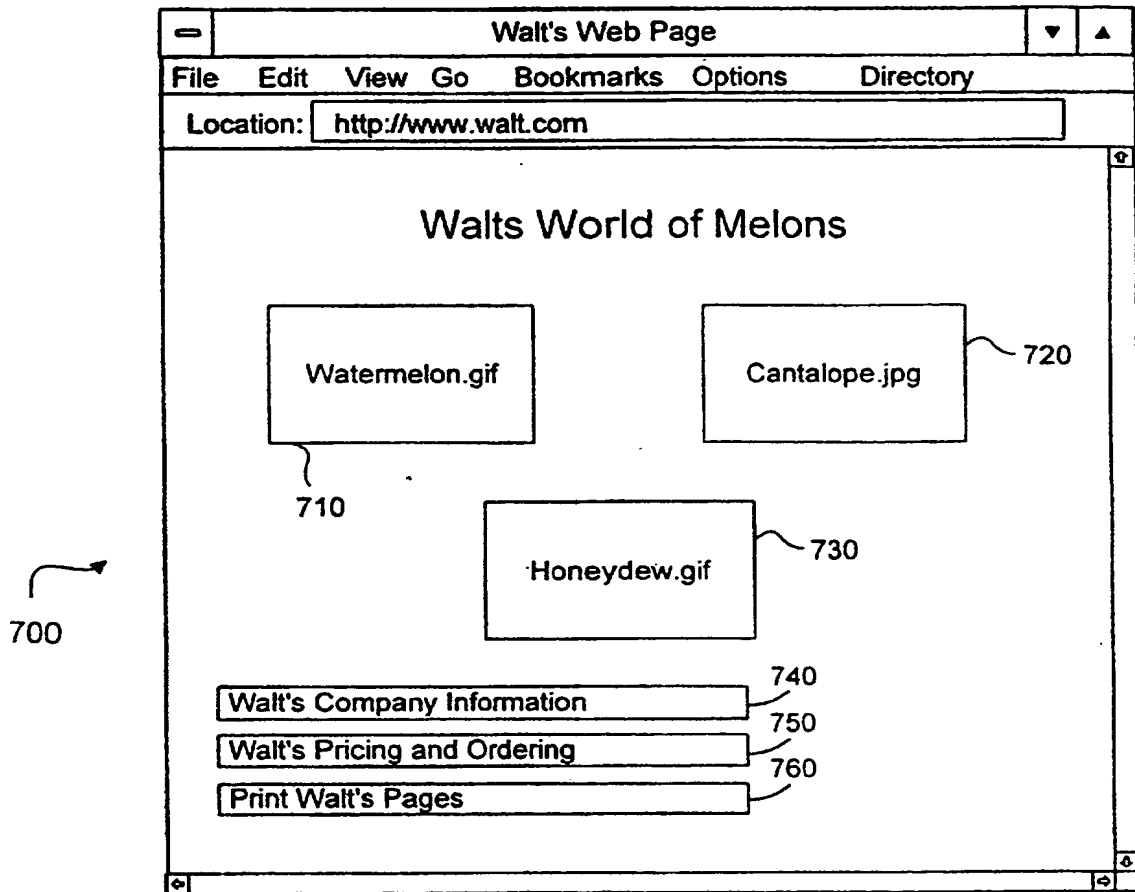 Walt's Web Page
File Edit View Go Bookmarks Options Directory
Location: http://www.walt.com
Walts World of Melons
Watermelon.gif
Cantalope.jpg
720
710
Honeydew.gif
730
700
740
Walt's Company Information
750
Walt's Pricing and Ordering
760
Print Walt's Pages